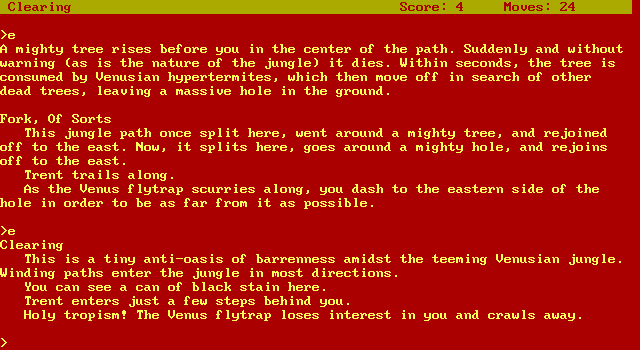 Clearing Score: 4 Moves: 24
>e
A mighty tree rises before you in the center of the path. Suddenly and without
warning (as is the nature of the jungle) it dies. Within seconds, the tree is
consumed by Venusian hypertermites, which then move off in search of other
dead trees, leaving a massive hole in the ground.
Fork, Of Sorts
This jungle path once split here, went around a mighty tree, and rejoined
off to the east. Now, it splits here, goes around a mighty hole, and rejoins
off to the east.
Trent trails along.
As the Venus flytrap scurries along, you dash to the eastern side of the
hole in order to be as far from it as possible.
>e
Clearing
This is a tiny anti-oasis of barrenness amidst the teeming Venusian jungle.
Winding paths enter the jungle in most directions.
You can see a can of black stain here.
Trent enters just a few steps behind you.
Holy tropism! The Venus flytrap loses interest in you and crawls away.
>